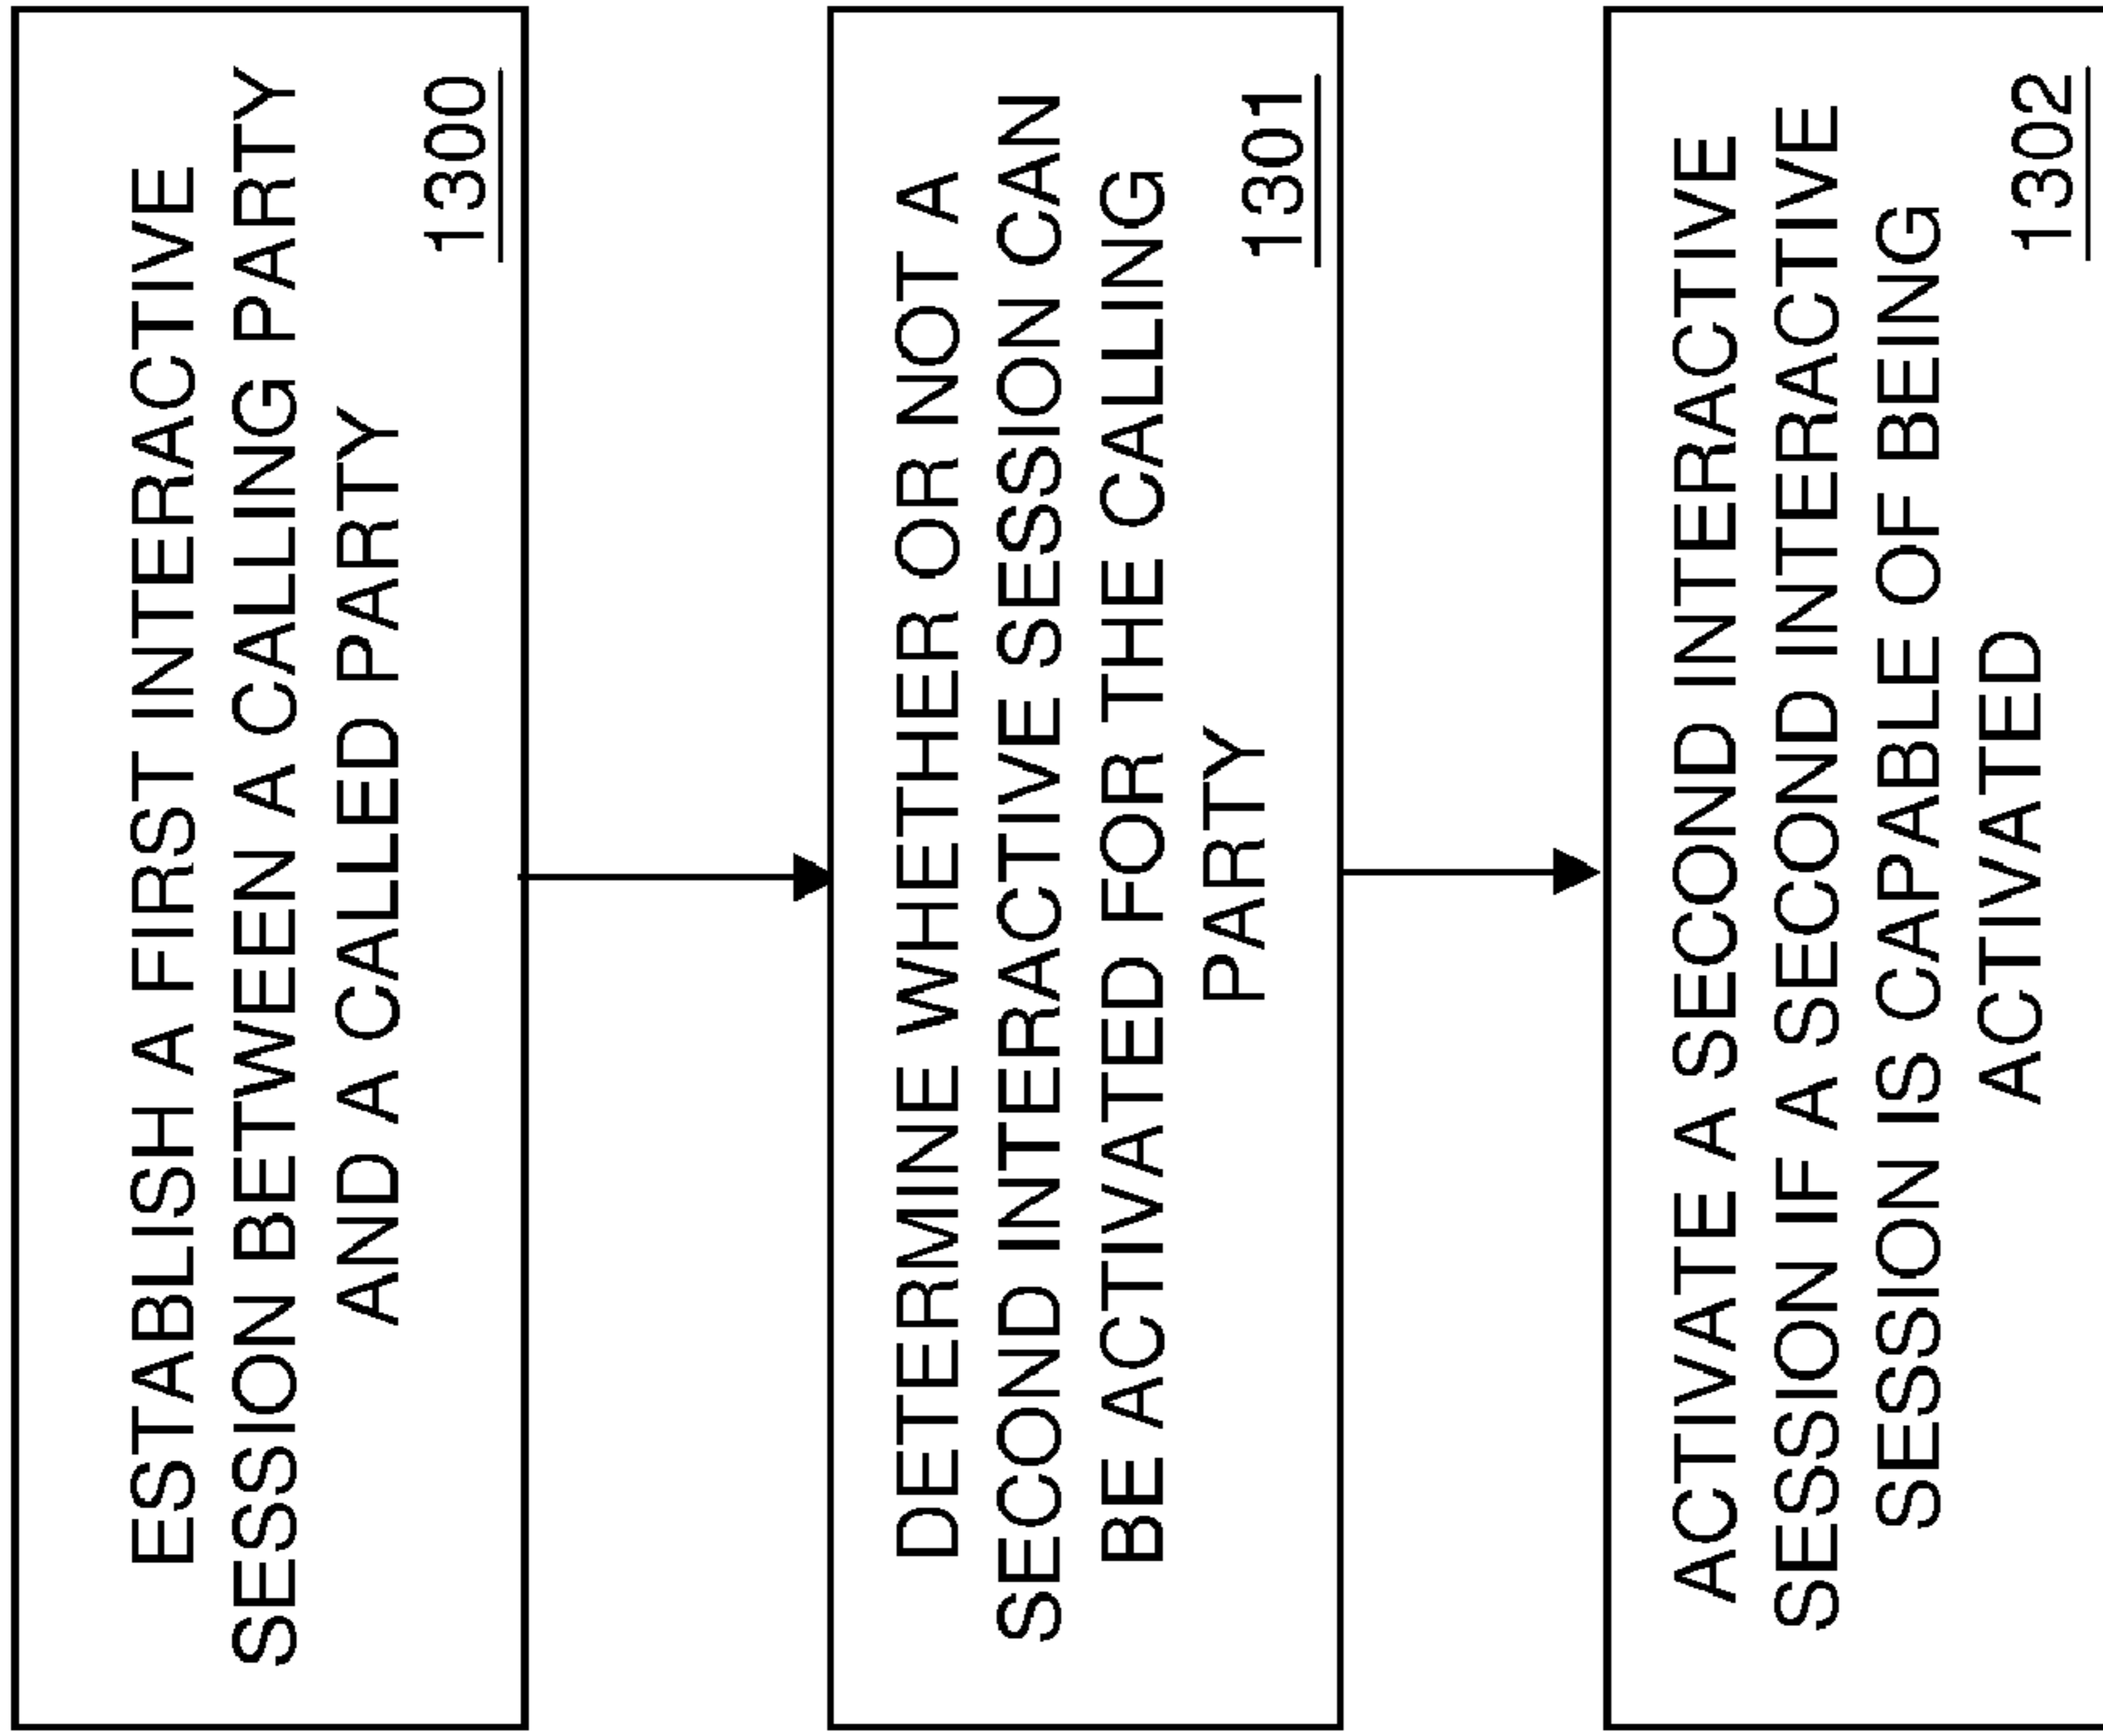 ESTABLISH A FIRST INTERACTIVE
SESSION BETWEEN A CALLING PARTY
AND A CALLED PARTY
1300
DETERMINE WHETHER OR NOT A
SECOND INTERACTIVE SESSION CAN
BE ACTIVATED FOR THE CALLING
PARTY
1301
ACTIVATE A SECOND INTERACTIVE
SESSION IF A SECOND INTERACTIVE
SESSION IS CAPABLE OF BEING
ACTIVATED
1302